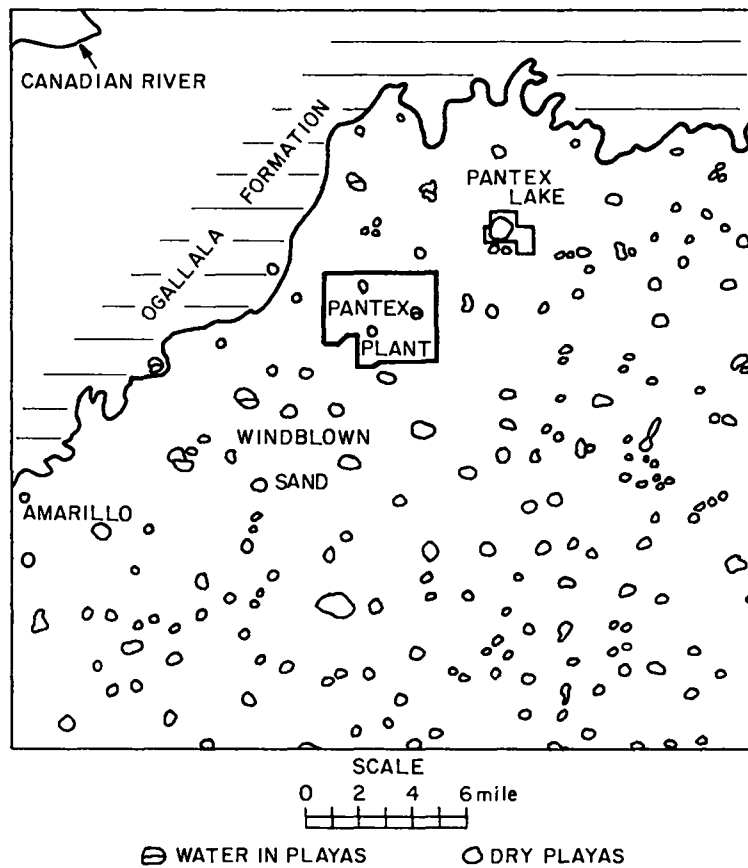 CANADIAN RIVER
OGALLALA FORMATION
PANTEX
LAKE
PANTEX
PLANT
WINDBLOWN
SAND
AMARILLO
SCALE
0 2 4 6 mile
WATER IN PLAYAS
DRY PLAYAS